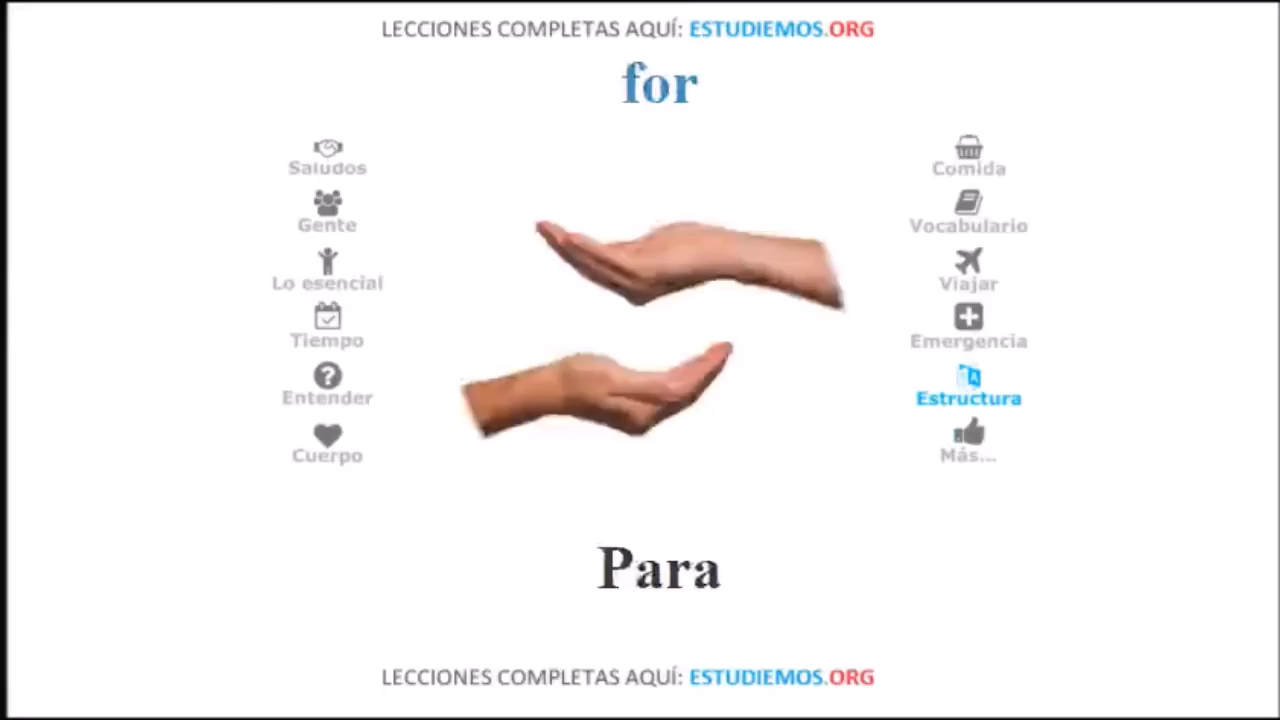 LECCIONES COMPLETAS AQUÍ: ESTUDIEMOS.ORG
for
Saludos
Gente
Lo esencial
Tiempo
Entender
Cuerpo
Comida
Vocabulario
Viajar
Emergencia
Estructura
Más...
Para
LECCIONES COMPLETAS AQUÍ: ESTUDIEMOS.ORG